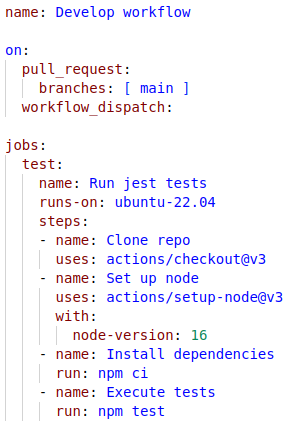 name: Develop workflow

on:
  pull_request:
    branches: [ main ]
  workflow_dispatch:

jobs:
  test:
    name: Run jest tests
    runs-on: ubuntu-22.04
    steps:
    - name: Clone repo
      uses: actions/checkout@v3
    - name: Set up node
      uses: actions/setup-node@v3
      with:
        node-version: 16
    - name: Install dependencies
      run: npm ci
    - name: Execute tests
      run: npm test